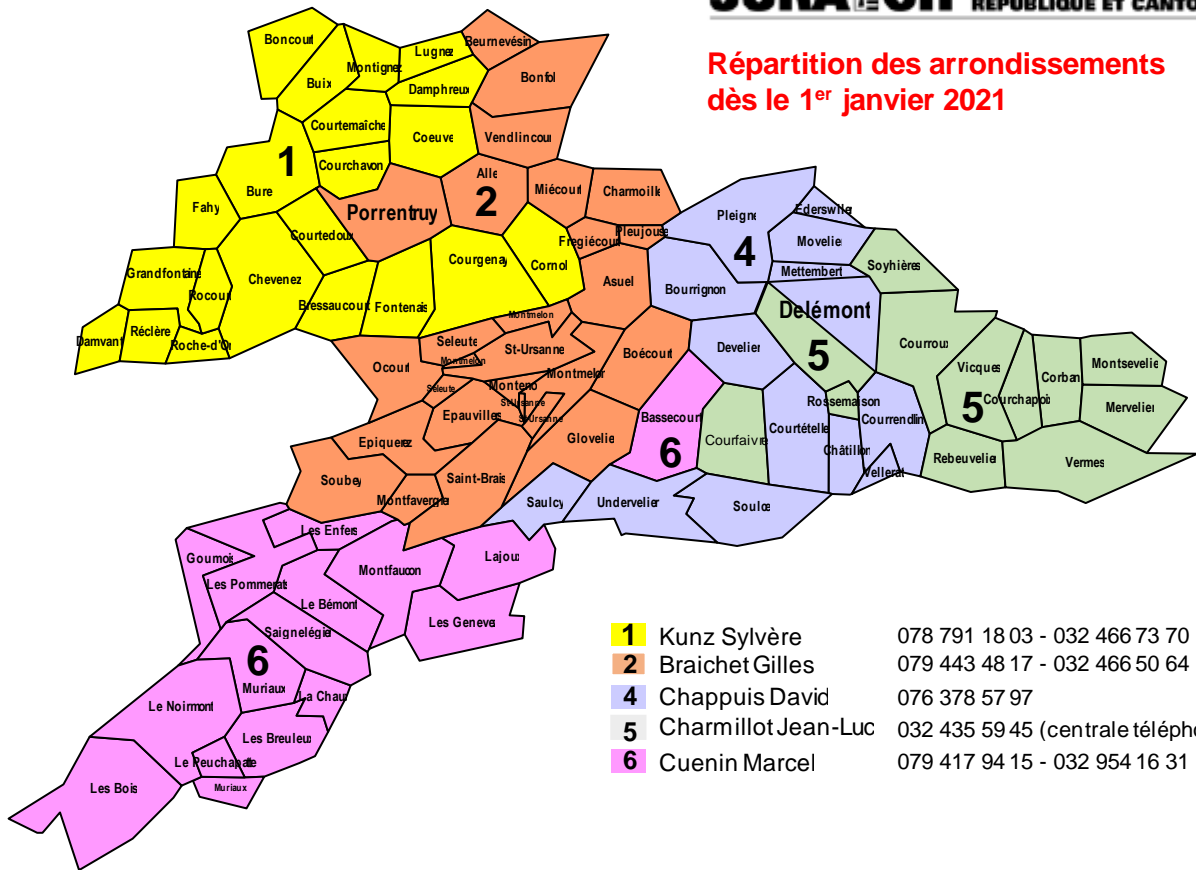 JURA CH RÉPUBLIQUE ET CANTO
Répartition des arrondissements
dès le 1er janvier 2021
Boncourt
Buix
Montignez
Lugnez
Beurnevésin
Bonfol
Damphreux
Courtemaîche
Coeuve
Vendlincour
Courchavon
1
Bure
Alle
2
Miécourt
Charmoille
Fahy
Porrentruy
Pleujouse
Fregiécourt
Courtedoux
Courgenay
Cornol
Asuel
Grandfontaine
Rocourt
Chevenez
Bressaucourt
Fontenais
Damvant
Réclère
Roche-d'Or
Pleigne
4
Ederswiler
Movelier
Mettembert
Soyhières
Bourrignon
Delémont
5
Develier
Courroux
Vicques
5
Courchapoix
Corban
Montsevelier
Mervelier
Rossemaison
Courrendlin
Courtételle
Châtillon
Vellerat
Rebeuvelier
Vermes
Montmelon
Seleute
St-Ursanne
Montmelon
Ocourt
Boécourt
Montmelon
Seleute
Montenol
St-Ursanne
St-Ursanne
Epauvilles
Bassecourt
6
Courfaivre
Epiquerez
Glovelier
Soubey
Saint-Brais
Montfavergier
Saulcy
Undervelier
Soulce
Les Enfers
Goumois
Les Pommerats
Montfaucon
Lajoux
Le Bémont
Les Genevez
Saignelégier
6
Muriaux
La Chaux
Le Noirmont
Les Breuleux
Le Peuchapatte
Muriaux
Les Bois
1 Kunz Sylvère 078 791 18 03 - 032 466 73 70
2 Braichet Gilles 079 443 48 17 - 032 466 50 64
4 Chappuis David 076 378 57 97
5 Charmillot Jean-Luc 032 435 59 45 (centrale télépho
6 Cuenin Marcel 079 417 94 15 - 032 954 16 31